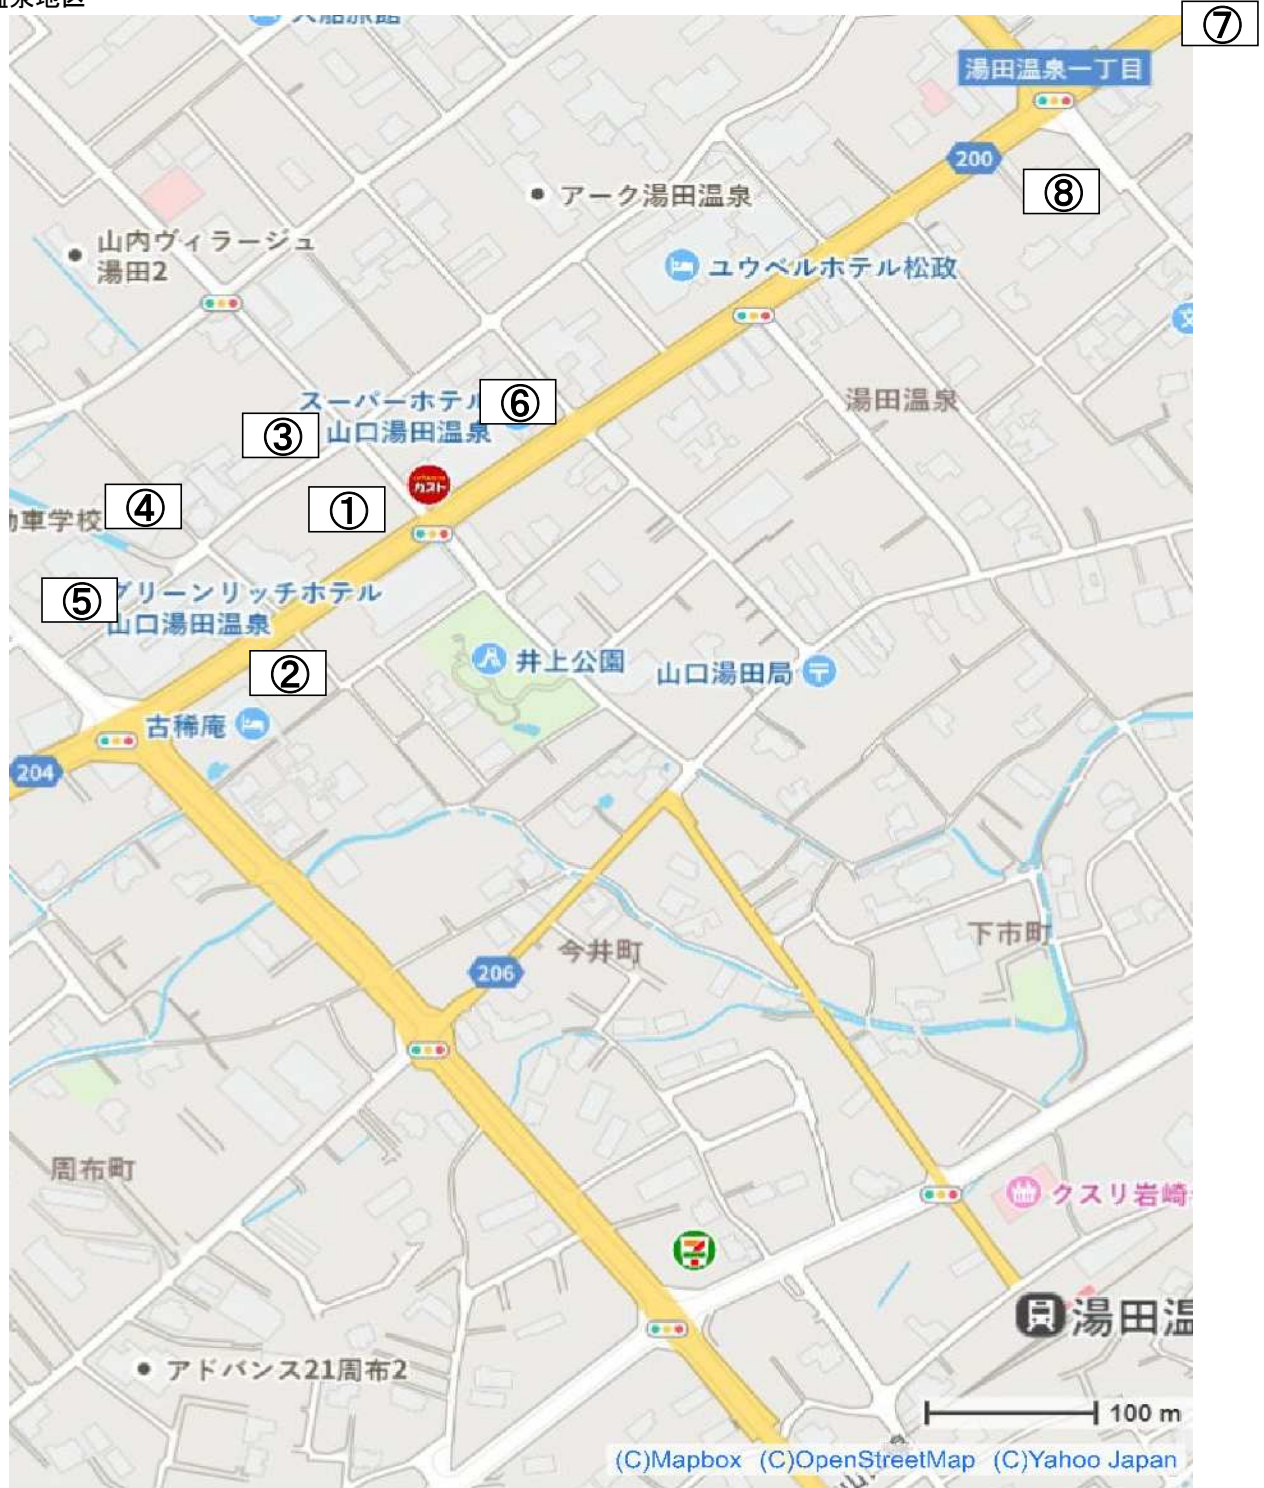 温泉地区
⑦
湯田温泉一丁目
200
⑧
アーク湯田温泉
山内ヴィラージュ
湯田2
ユウベルホテル松政
湯田温泉
スーパーホテル
山口湯田温泉
⑥
③
ガスト
①
④
動車学校
⑤
グリーンリッチホテル
山口湯田温泉
②
井上公園
山口湯田局
古稀庵
204
今井町
206
下市町
周布町
クスリ岩崎
湯田温
アドバンス21周布2
100 m
(C)Mapbox (C)OpenStreetMap (C)Yahoo Japan